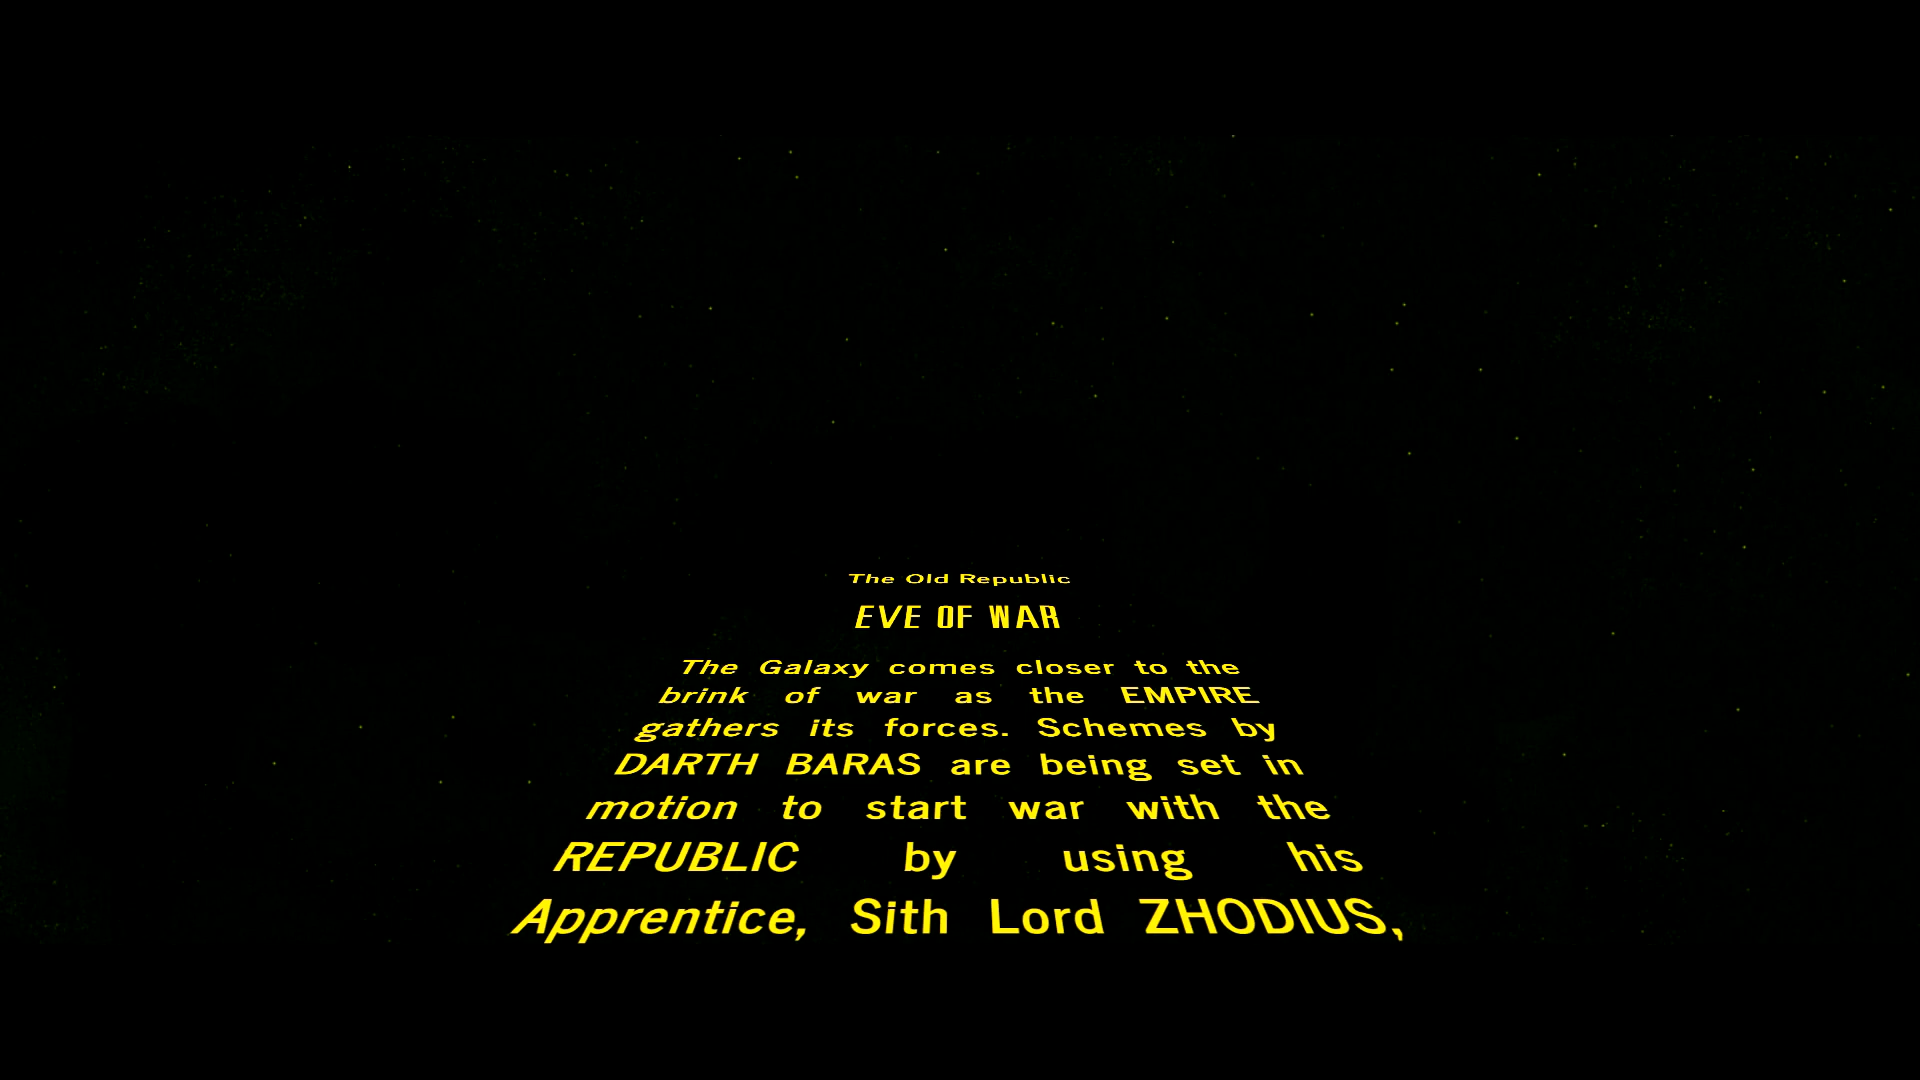 The Old Republic
EVE OF WAR
The Galaxy comes closer to the
brink of war as the EMPIRE
gathers its forces. Schemes by
DARTH BARAS are being set in
motion to start war with the
REPUBLIC by using his
Apprentice, Sith Lord ZHODIUS,